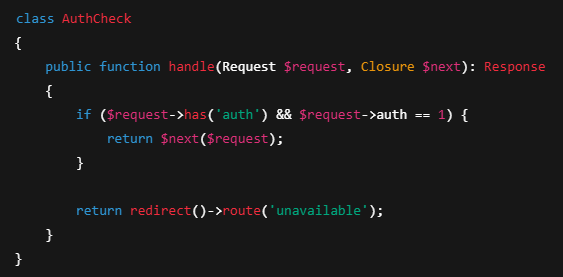 class AuthCheck
{
    public function handle(Request $request, Closure $next): Response
    {
        if ($request->has('auth') && $request->auth == 1) {
            return $next($request);
        }

        return redirect()->route('unavailable');
    }
}